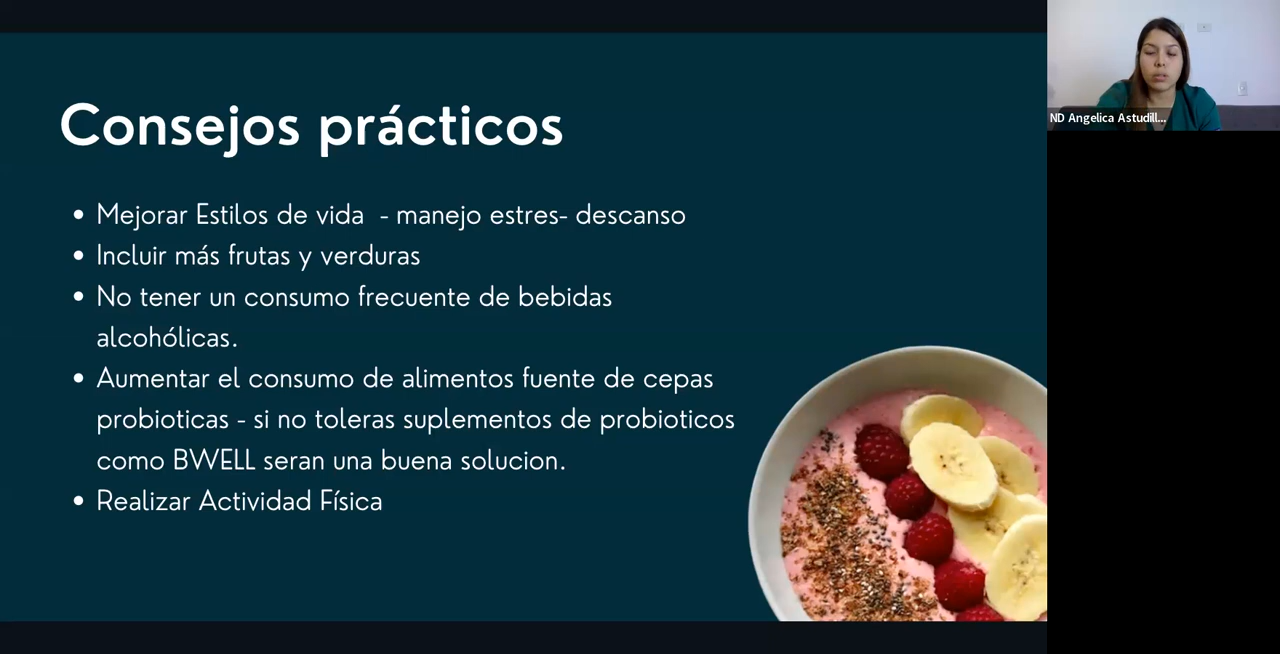 Consejos prácticos
• Mejorar Estilos de vida - manejo estres- descanso
• Incluir más frutas y verduras
• No tener un consumo frecuente de bebidas
alcohólicas.
• Aumentar el consumo de alimentos fuente de cepas
probioticas - si no toleras suplementos de probioticos
como BWELL seran una buena solucion.
• Realizar Actividad Física
ND Angelica Astudill...